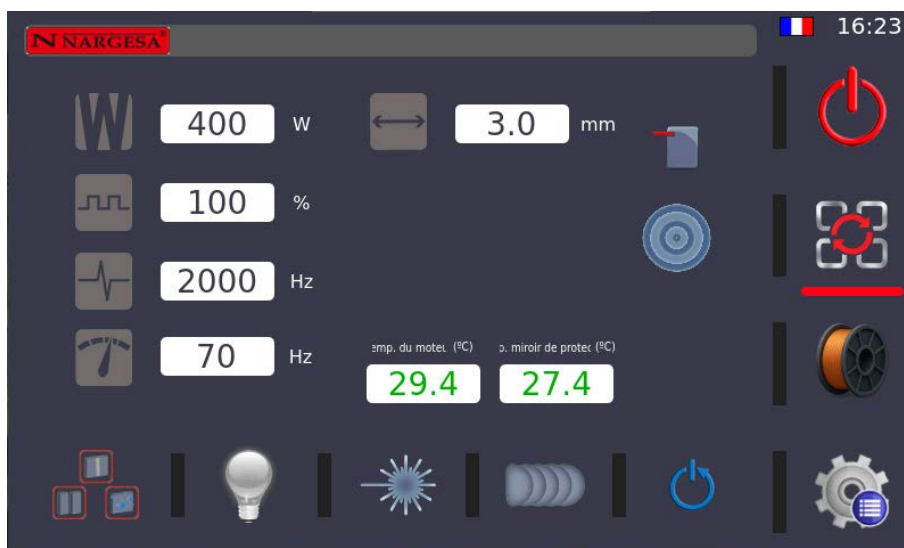 N NARGESA®
16:23
W 400 W
3.0 mm
100 %
2000 Hz
70 Hz
emp. du moteu (ºC)
o. miroir de protec (ºC)
29.4
27.4